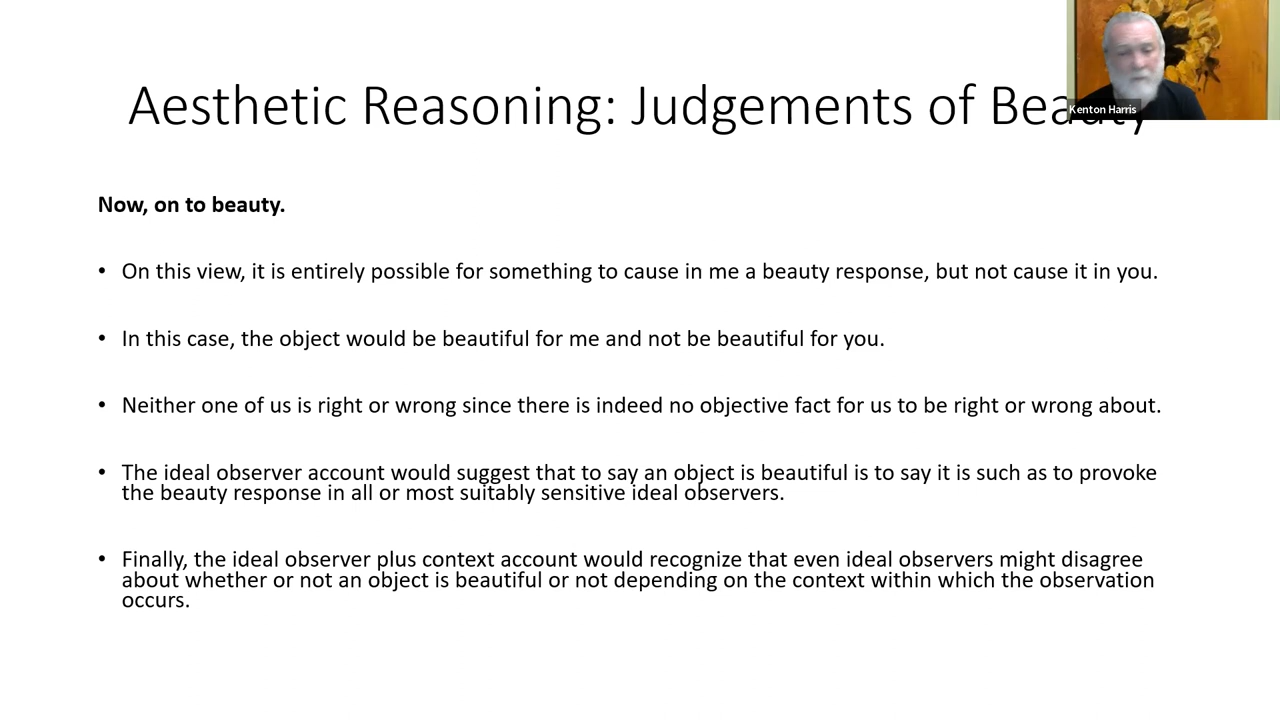 Aesthetic Reasoning: Judgements of Beauty
Kenton Harris
Now, on to beauty.
• On this view, it is entirely possible for something to cause in me a beauty response, but not cause it in you.
• In this case, the object would be beautiful for me and not be beautiful for you.
• Neither one of us is right or wrong since there is indeed no objective fact for us to be right or wrong about.
• The ideal observer account would suggest that to say an object is beautiful is to say it is such as to provoke
the beauty response in all or most suitably sensitive ideal observers.
• Finally, the ideal observer plus context account would recognize that even ideal observers might disagree
about whether or not an object is beautiful or not depending on the context within which the observation
occurs.